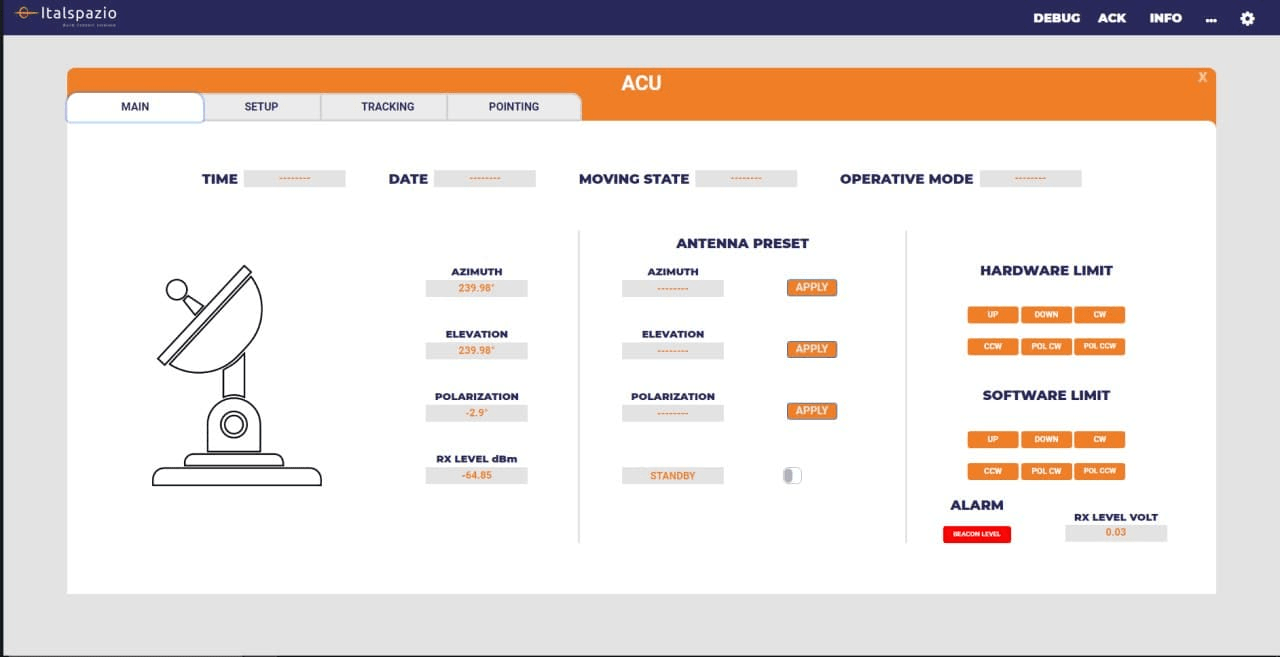 Italspazio
DEBUG ACK INFO ...
ACU
X
MAIN SETUP TRACKING POINTING
TIME -------- DATE -------- MOVING STATE -------- OPERATIVE MODE --------
ANTENNA PRESET
AZIMUTH
239.98°
AZIMUTH
--------
APPLY
ELEVATION
239.98°
ELEVATION
--------
APPLY
POLARIZATION
-2.9°
POLARIZATION
--------
APPLY
RX LEVEL dBm
-64.85
STANDBY
HARDWARE LIMIT
UP DOWN CW
CCW POL CW POL CCW
SOFTWARE LIMIT
UP DOWN CW
CCW POL CW POL CCW
ALARM
BEACON LEVEL
RX LEVEL VOLT
0.03